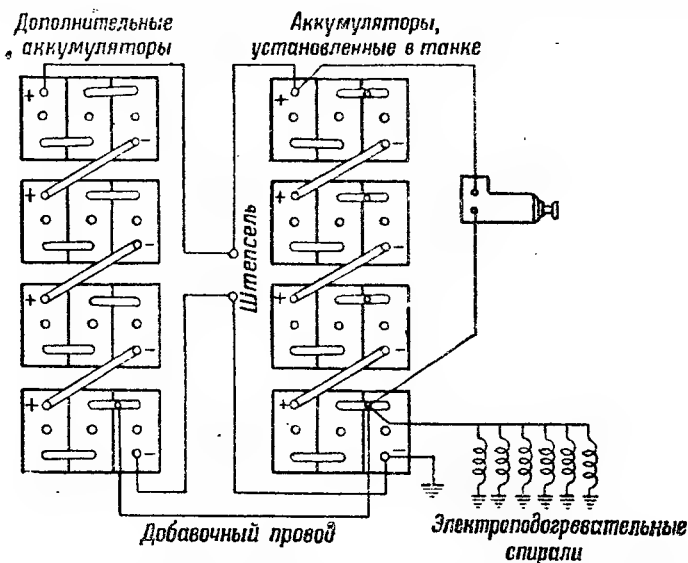 Дополнительные
аккумуляторы
Аккумуляторы,
установленные в танке
+
-
+
-
+
-
+
-
+
-
+
-
+
-
+
-
Штепсель
Добавочный провод
Электроподогревательные
спирали